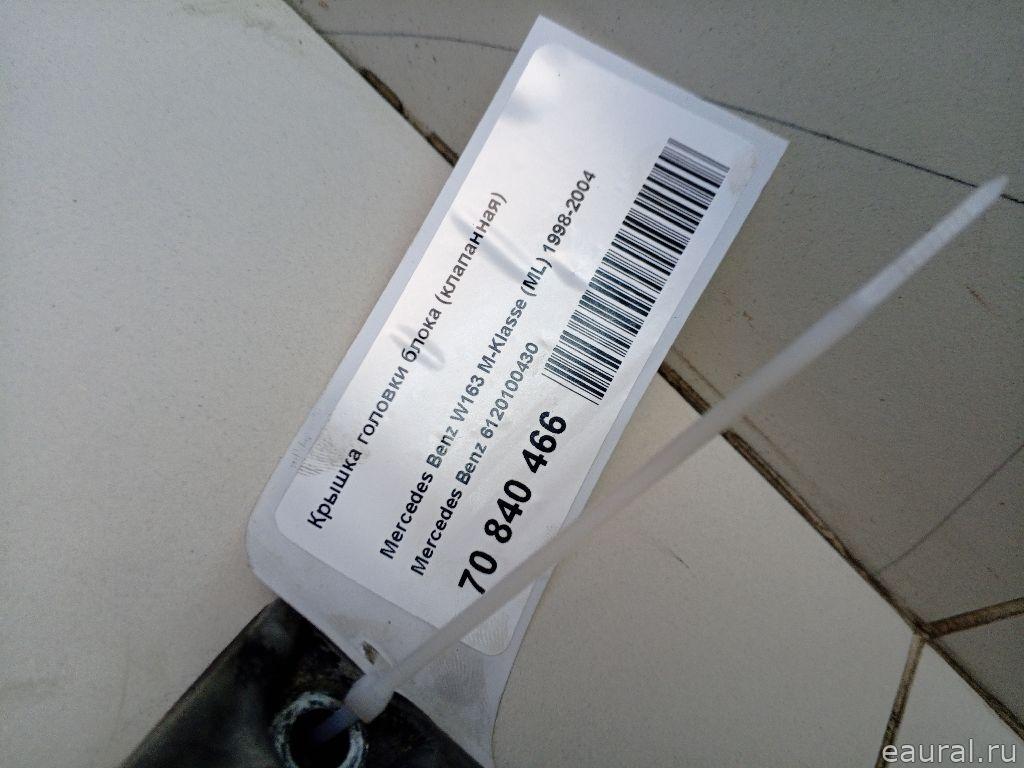 Крышка головки блока (клапанная)
Mercedes Benz W163 M-Klasse (ML) 1998-2004
Mercedes Benz 6120100430
70 840 466
eaural.ru